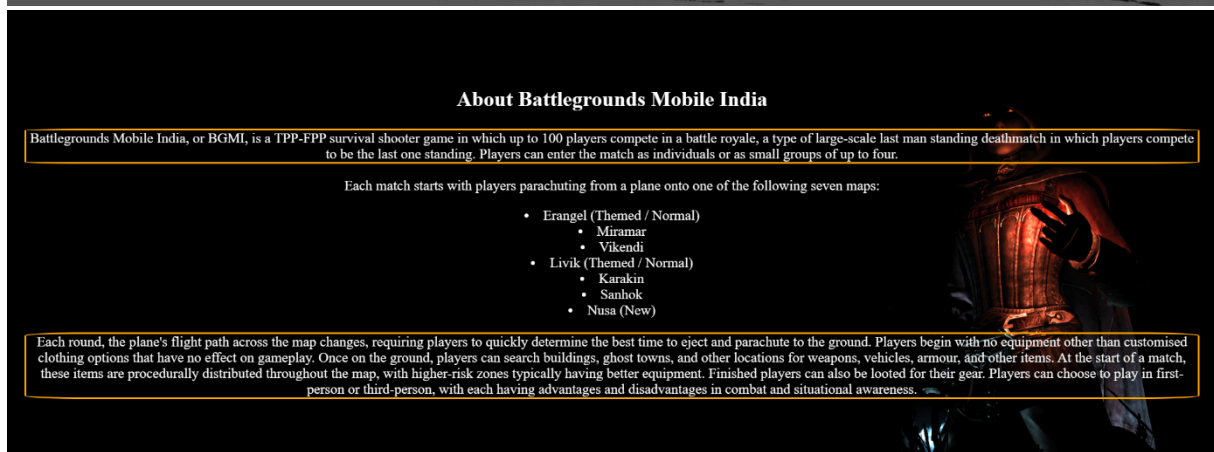 About Battlegrounds Mobile India
Battlegrounds Mobile India, or BGMI, is a TPP-FPP survival shooter game in which up to 100 players compete in a battle royale, a type of large-scale last man standing deathmatch in which players compete
to be the last one standing. Players can enter the match as individuals or as small groups of up to four.
Each match starts with players parachuting from a plane onto one of the following seven maps:
• Erangel (Themed / Normal)
• Miramar
• Vikendi
• Livik (Themed / Normal)
• Karakin
• Sanhok
• Nusa (New)
Each round, the plane's flight path across the map changes, requiring players to quickly determine the best time to eject and parachute to the ground. Players begin with no equipment other than customised
clothing options that have no effect on gameplay. Once on the ground, players can search buildings, ghost towns, and other locations for weapons, vehicles, armour, and other items. At the start of a match,
these items are procedurally distributed throughout the map, with higher-risk zones typically having better equipment. Finished players can also be looted for their gear. Players can choose to play in first-
person or third-person, with each having advantages and disadvantages in combat and situational awareness.